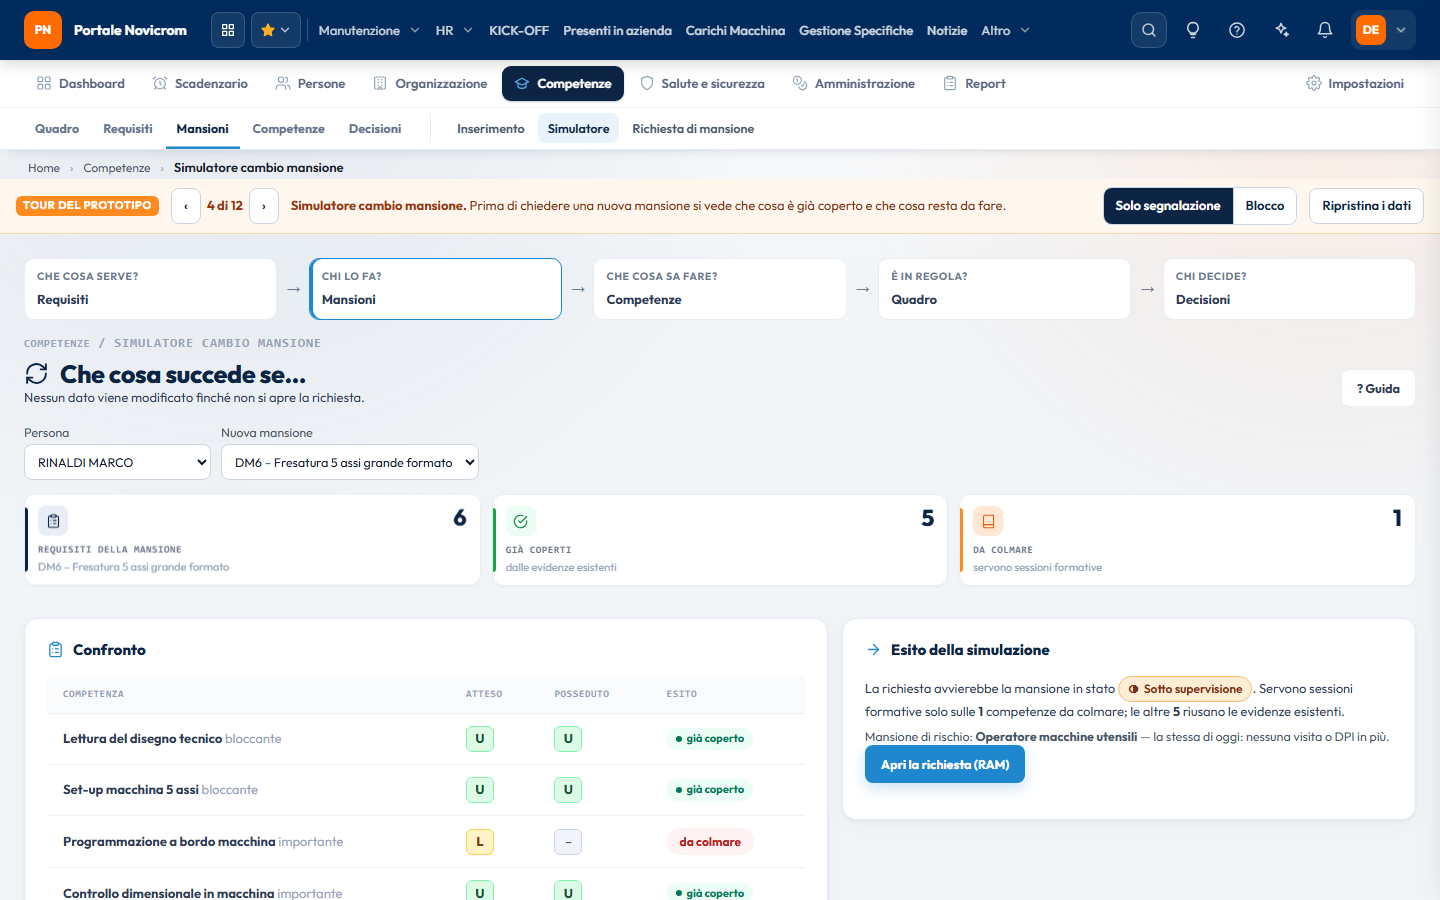 PN Portale Novicrom Manutenzione HR KICK-OFF Presenti in azienda Carichi Macchina Gestione Specifiche Notizie Altro DE
Dashboard Scadenzario Persone Organizzazione Competenze Salute e sicurezza Amministrazione Report Impostazioni
Quadro Requisiti Mansioni Competenze Decisioni Inserimento Simulatore Richiesta di mansione
Home › Competenze › Simulatore cambio mansione
TOUR DEL PROTOTIPO ‹ 4 di 12 › Simulatore cambio mansione. Prima di chiedere una nuova mansione si vede che cosa è già coperto e che cosa resta da fare. Solo segnalazione Blocco Ripristina i dati
CHE COSA SERVE? → CHI LO FA? → CHE COSA SA FARE? → È IN REGOLA? → CHI DECIDE?
Requisiti Mansioni Competenze Quadro Decisioni
COMPETENZE / SIMULATORE CAMBIO MANSIONE
Che cosa succede se...
Nessun dato viene modificato finché non si apre la richiesta.
? Guida
Persona Nuova mansione
RINALDI MARCO DM6 – Fresatura 5 assi grande formato
6 5 1
REQUISITI DELLA MANSIONE GIÀ COPERTI DA COLMARE
DM6 – Fresatura 5 assi grande formato dalle evidenze esistenti servono sessioni formative
Confronto
COMPETENZA ATTESO POSSEDUTO ESITO
Lettura del disegno tecnico bloccante U U già coperto
Set-up macchina 5 assi bloccante U U già coperto
Programmazione a bordo macchina importante L – da colmare
Controllo dimensionale in macchina importante U U già coperto
Esito della simulazione
La richiesta avvierebbe la mansione in stato Sotto supervisione . Servono sessioni
formative solo sulle 1 competenze da colmare; le altre 5 riusano le evidenze esistenti.
Mansione di rischio: Operatore macchine utensili — la stessa di oggi: nessuna visita o DPI in più.
Apri la richiesta (RAM)